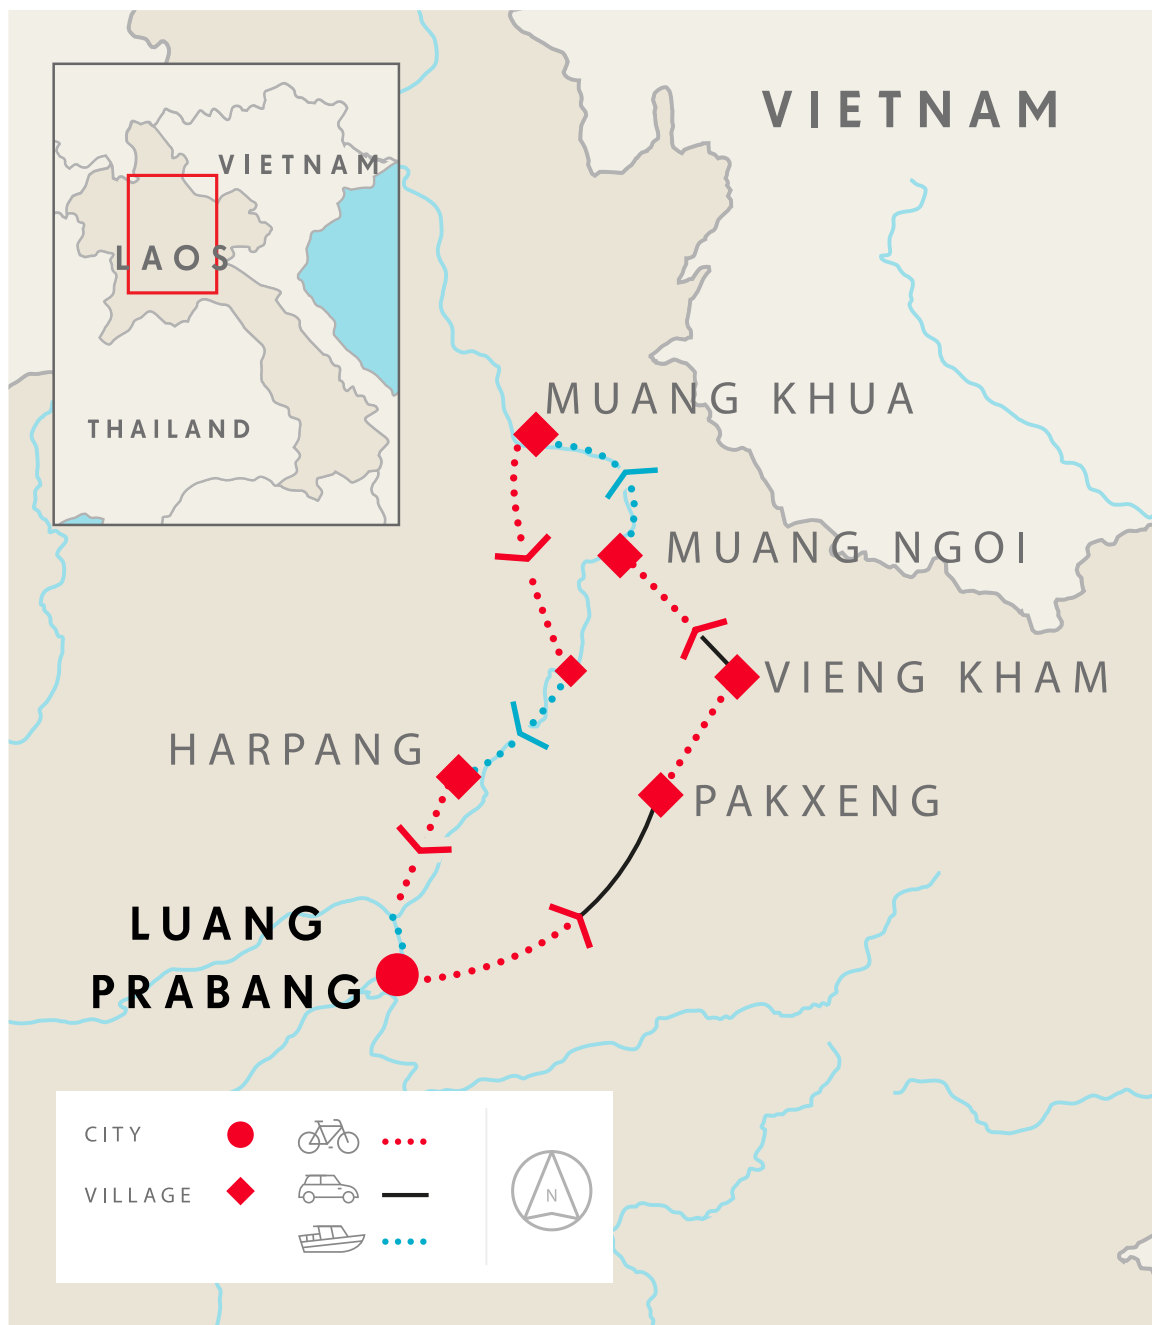 VIETNAM
VIETNAM
LAOS
THAILAND
MUANG KHUA
MUANG NGOI
VIENG KHAM
HARPANG
PAKXENG
LUANG
PRABANG
CITY
VILLAGE
N